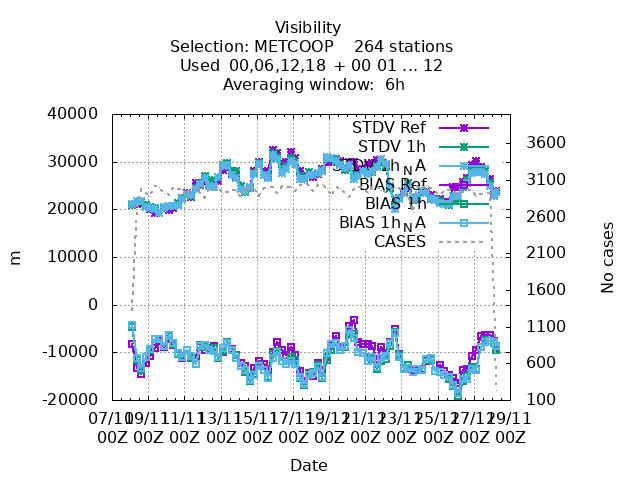 Visibility
Selection: METCOOP 264 stations
Used 00,06,12,18 + 00 01 ... 12
Averaging window: 6h
40000
30000
20000
10000
0
-10000
-20000
m
STDV Ref
STDV 1h
STDV 1h_NA
BIAS Ref
BIAS 1h
BIAS 1h_NA
CASES
3600
3100
2600
2100
1600
1100
600
100
No cases
07/11 09/11 11/11 13/11 15/11 17/11 19/11 21/11 23/11 25/11 27/11 29/11
00Z 00Z 00Z 00Z 00Z 00Z 00Z 00Z 00Z 00Z 00Z 00Z
Date